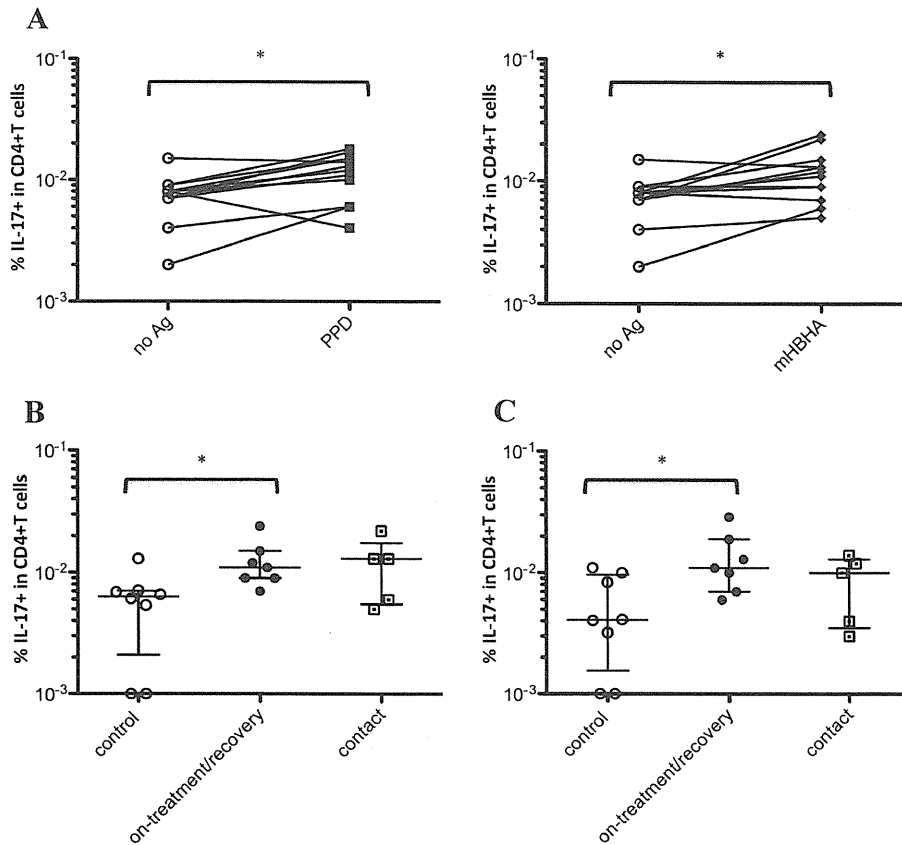 A
*
*
% IL-17+ in CD4+T cells
10-1
10-2
10-3
no Ag
PPD
% IL-17+ in CD4+T cells
10-1
10-2
10-3
no Ag
mHBHA
B
*
% IL-17+ in CD4+T cells
10-1
10-2
10-3
control
on-treatment/recovery
contact
C
*
% IL-17+ in CD4+T cells
10-1
10-2
10-3
control
on-treatment/recovery
contact